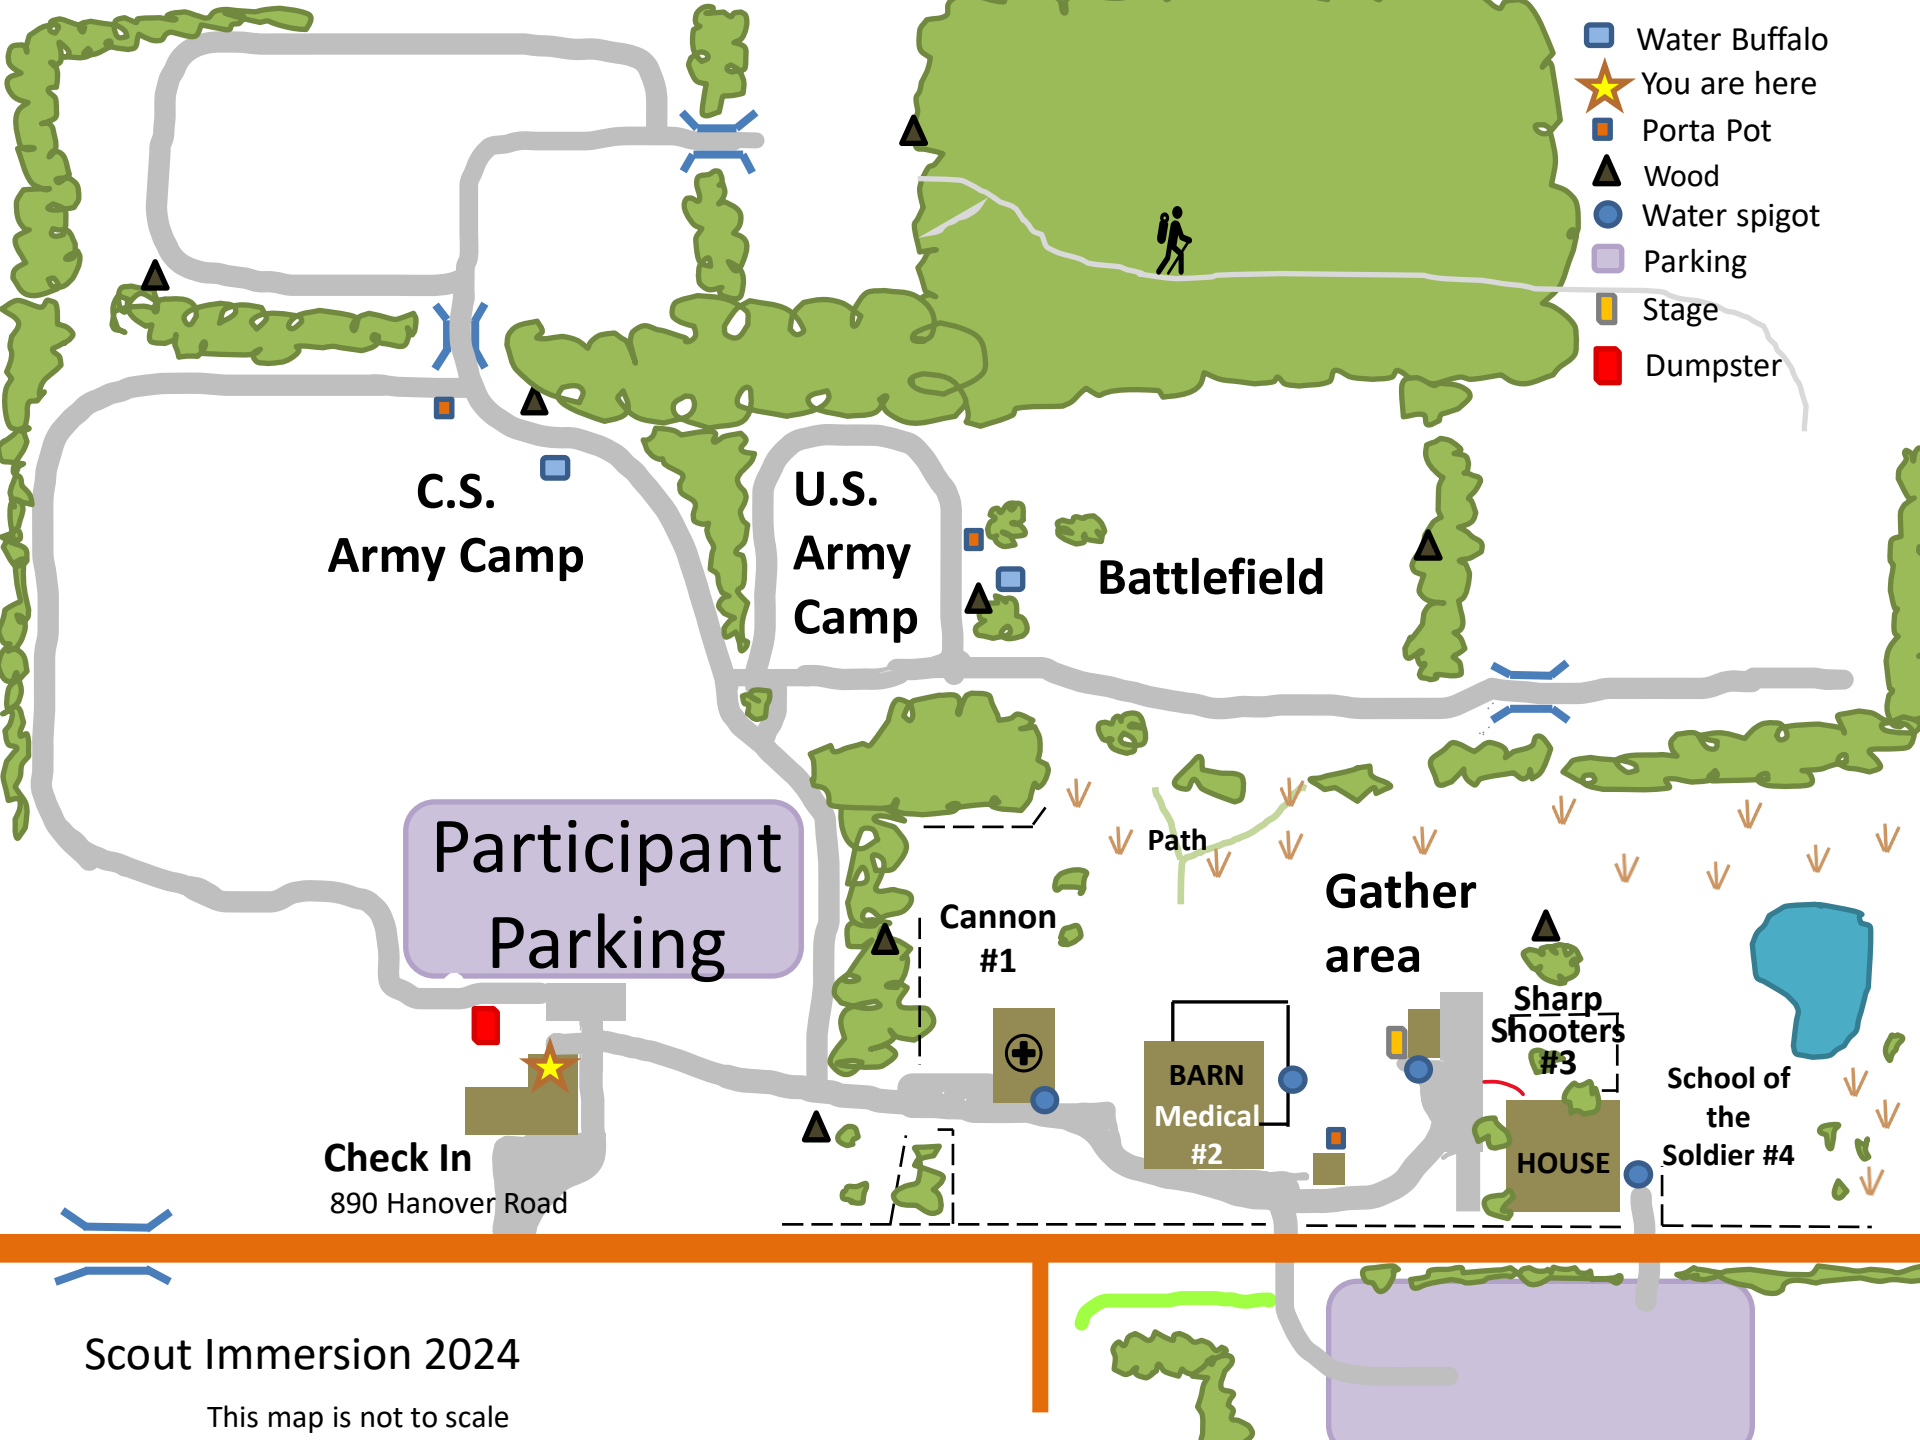 Water Buffalo
You are here
Porta Pot
Wood
Water spigot
Parking
Stage
Dumpster
C.S.
Army Camp
U.S.
Army
Camp
Battlefield
Participant
Parking
Path
Gather
area
Cannon
#1
Sharp
Shooters
#3
BARN
Medical
#2
School of
the
Soldier #4
HOUSE
Check In
890 Hanover Road
Scout Immersion 2024
This map is not to scale